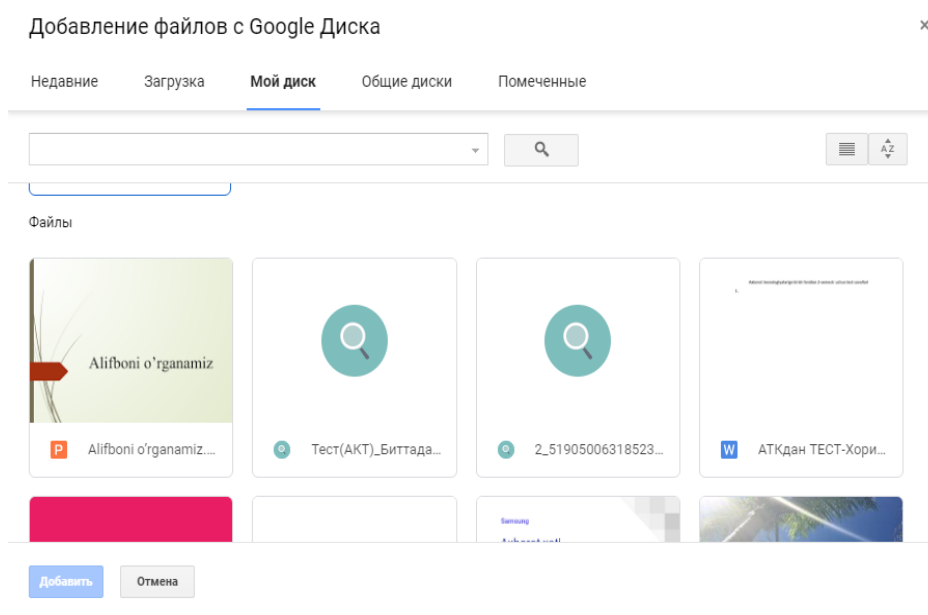 Добавление файлов с Google Диска
×
Недавние Загрузка Мой диск Общие диски Помеченные
AZ
Файлы
Alifboni o'rganamiz
P Alifboni o'rganamiz.... Тест(АКТ)_Биттада... 2_51905006318523... W АТКдан ТЕСТ-Хори...
Samsung
Добавить Отмена